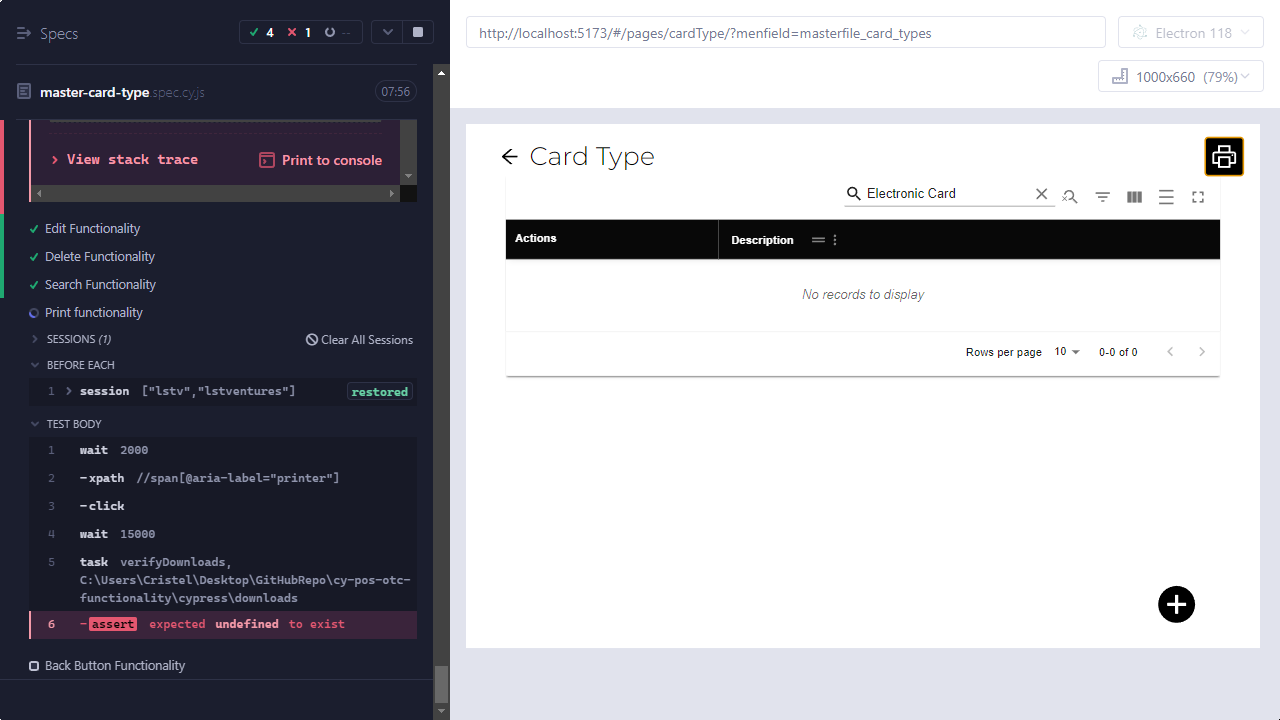 Specs
4 1 --
master-card-type.spec.cy.js 07:56
View stack trace Print to console
Edit Functionality
Delete Functionality
Search Functionality
Print functionality
SESSIONS (1) Clear All Sessions
BEFORE EACH
1 session ["lstv","lstventures"] restored
TEST BODY
1 wait 2000
2 -xpath //span[@aria-label="printer"]
3 -click
4 wait 15000
5 task verifyDownloads,
C:\Users\Cristel\Desktop\GitHubRepo\cy-pos-otc-
functionality\cypress\downloads
6 -assert expected undefined to exist
Back Button Functionality
http://localhost:5173/#/pages/cardType/?menfield=masterfile_card_types
Electron 118
1000x660 (79%)
Card Type
Electronic Card
Actions Description
No records to display
Rows per page 10 0-0 of 0